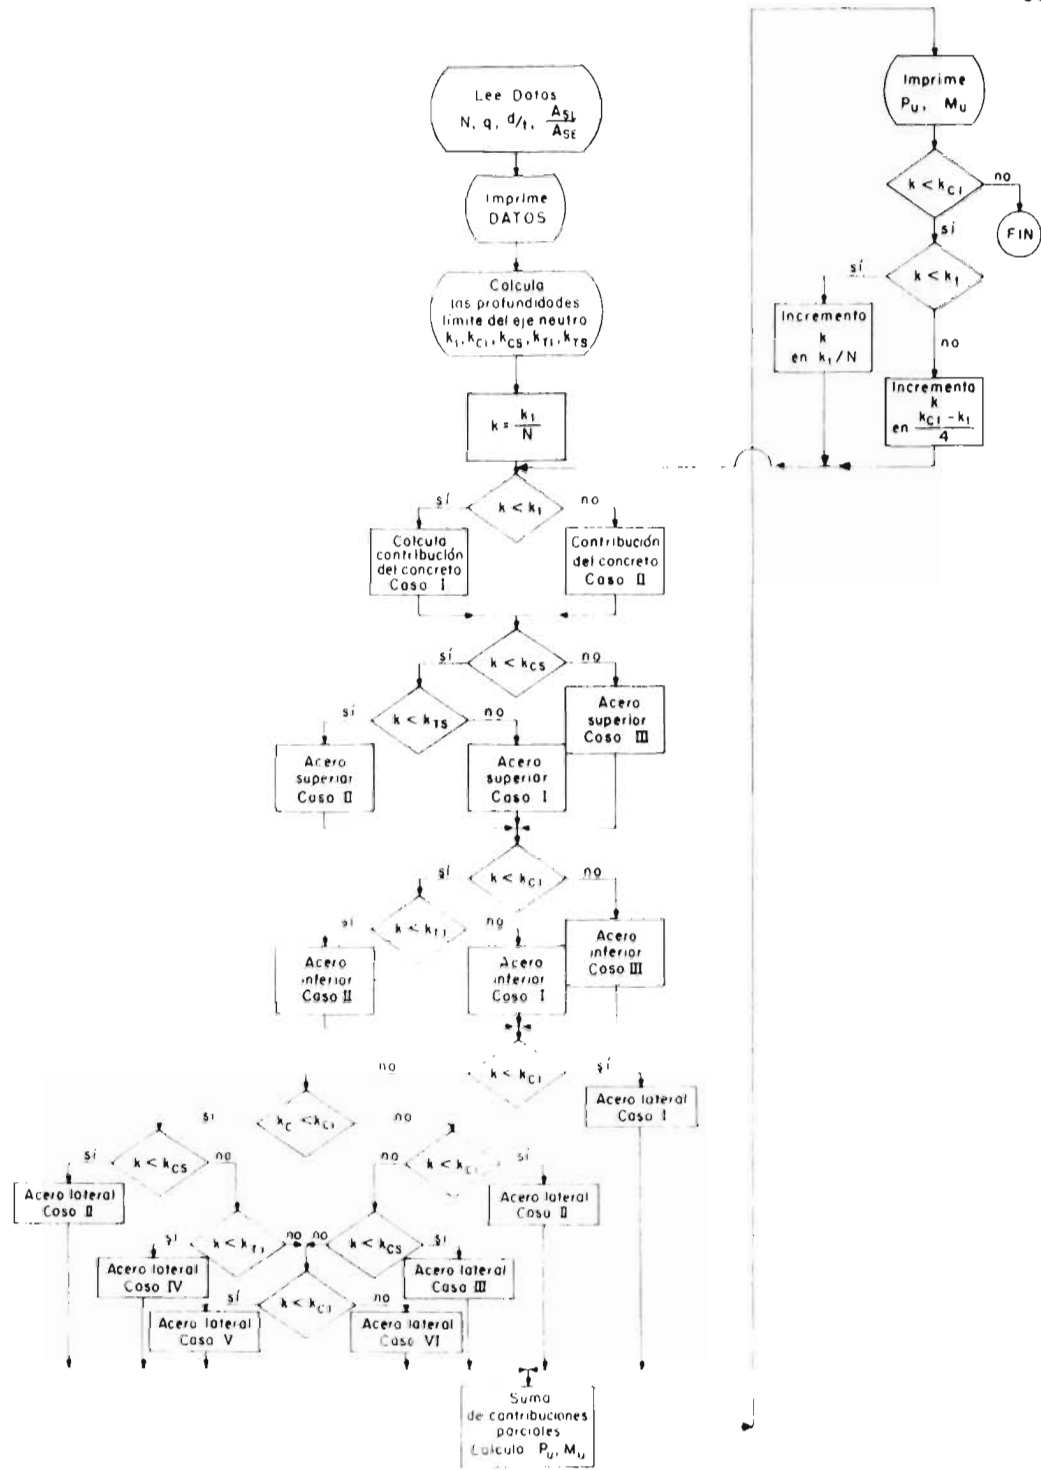 Lee Datos
N, q, d/t, A_SL / A_SE
Imprime
DATOS
Calcula
las profundidades
límite del eje neutro
k_1, k_CI, k_CS, k_TI, k_TS
k = k_1 / N
k < k_1
sí
no
Calcula
contribución
del concreto
Caso I
Contribución
del concreto
Caso II
k < k_CS
sí
no
k < k_TS
sí
no
Acero
superior
Caso III
Acero
superior
Caso II
Acero
superior
Caso I
k < k_CI
sí
no
k < k_TI
sí
no
Acero
inferior
Caso III
Acero
inferior
Caso II
Acero
inferior
Caso I
k < k_CI
no
sí
Acero lateral
Caso I
k_C < k_CI
si
no
k < k_CS
sí
no
no
sí
Acero lateral
Caso II
Acero lateral
Caso II
k < k_TI
sí
no
no
k < k_CS
sí
Acero lateral
Caso IV
Acero lateral
Caso III
k < k_CI
sí
no
Acero lateral
Caso V
Acero lateral
Caso VI
Suma
de contribuciones
parciales
Calculo P_u, M_u
Imprime
P_u, M_u
k < k_CI
no
FIN
sí
k < k_1
sí
no
Incremento
k
en k_1/N
Incrementa
k
en k_CI - k_1 / 4